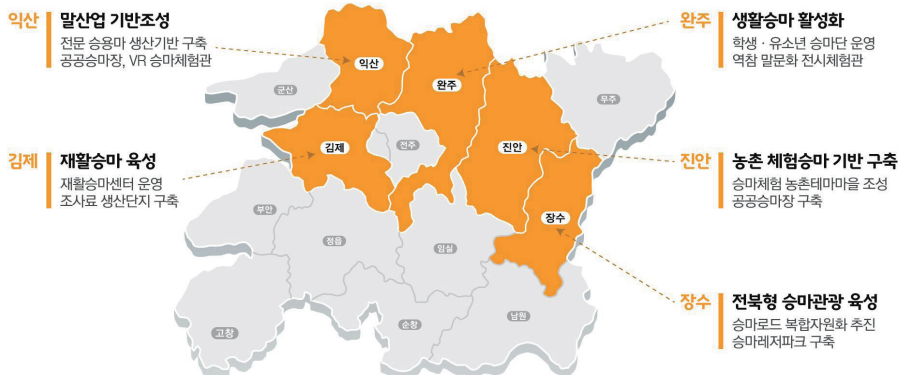 익산
말산업 기반조성
전문 승용마 생산기반 구축
공공승마장, VR 승마체험관
완주
생활승마 활성화
학생 · 유소년 승마단 운영
역참 말문화 전시체험관
김제
재활승마 육성
재활승마센터 운영
조사료 생산단지 구축
진안
농촌 체험승마 기반 구축
승마체험 농촌테마마을 조성
공공승마장 구축
장수
전북형 승마관광 육성
승마로드 복합자원화 추진
승마레저파크 구축
익산
완주
군산
무주
김제
전주
진안
부안
장수
정읍
임실
고창
순창
남원